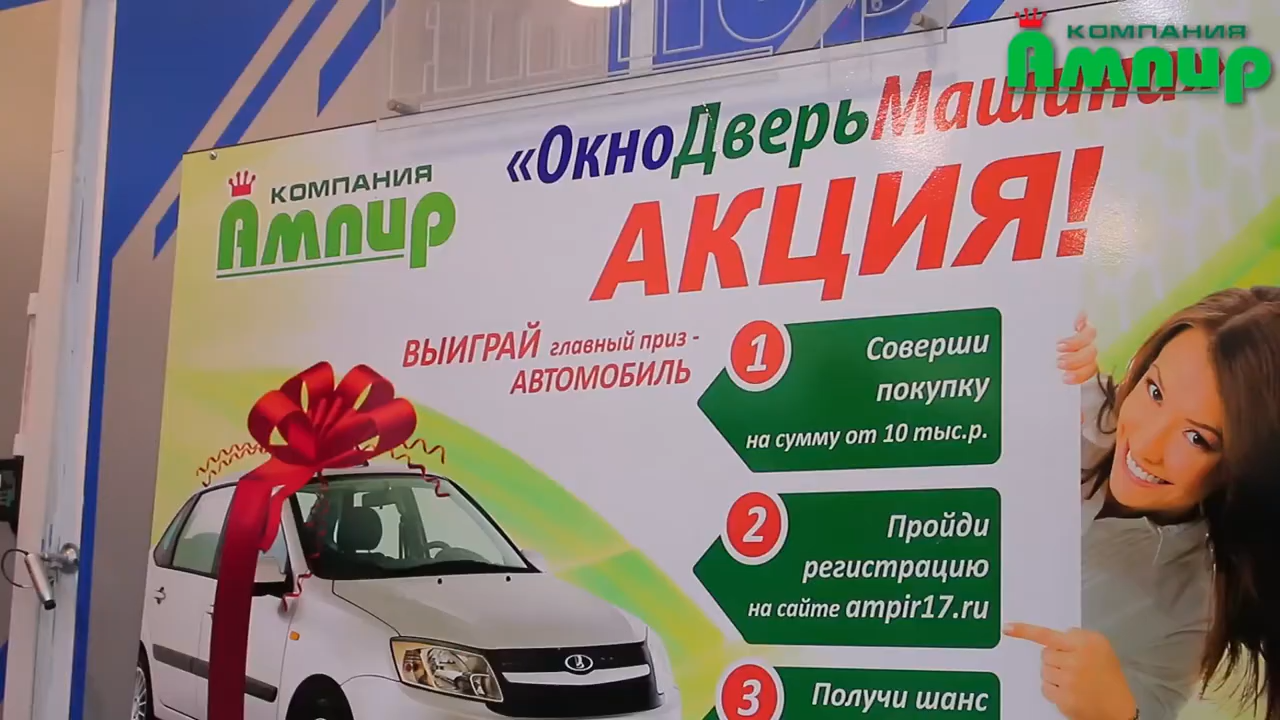 КОМПАНИЯ
Ампир
«ОкноДверьМашина»
АКЦИЯ!
КОМПАНИЯ
Ампир
ВЫИГРАЙ главный приз -
АВТОМОБИЛЬ
1
Соверши
покупку
на сумму от 10 тыс.р.
2
Пройди
регистрацию
на сайте ampir17.ru
3
Получи шанс